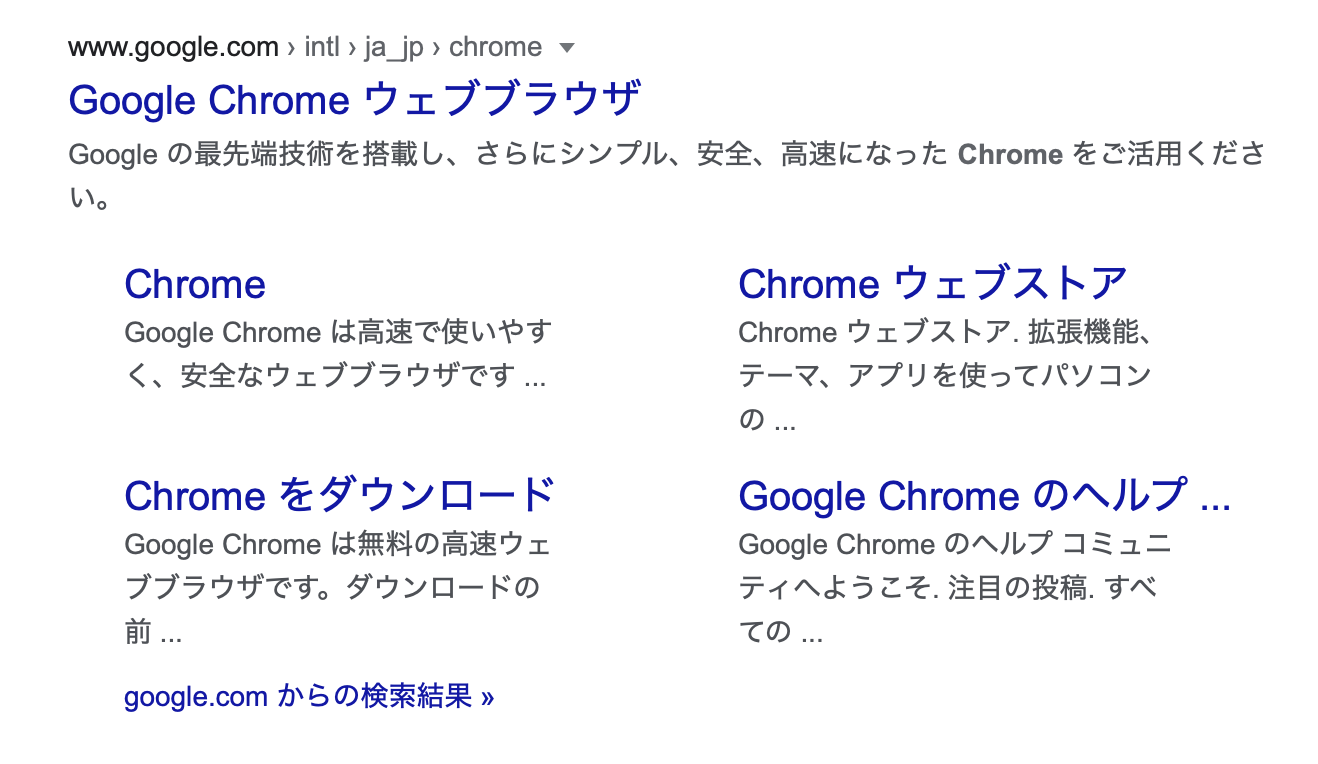 www.google.com › intl › ja_jp › chrome
Google Chrome ウェブブラウザ
Google の最先端技術を搭載し、さらにシンプル、安全、高速になった Chrome をご活用くださ
い。
Chrome
Google Chrome は高速で使いやす
く、安全なウェブブラウザです ...
Chrome ウェブストア
Chrome ウェブストア. 拡張機能、
テーマ、アプリを使ってパソコン
の ...
Chrome をダウンロード
Google Chrome は無料の高速ウェ
ブブラウザです。ダウンロードの
前 ...
Google Chrome のヘルプ ...
Google Chrome のヘルプ コミュニ
ティへようこそ. 注目の投稿. すべ
ての ...
google.com からの検索結果 »